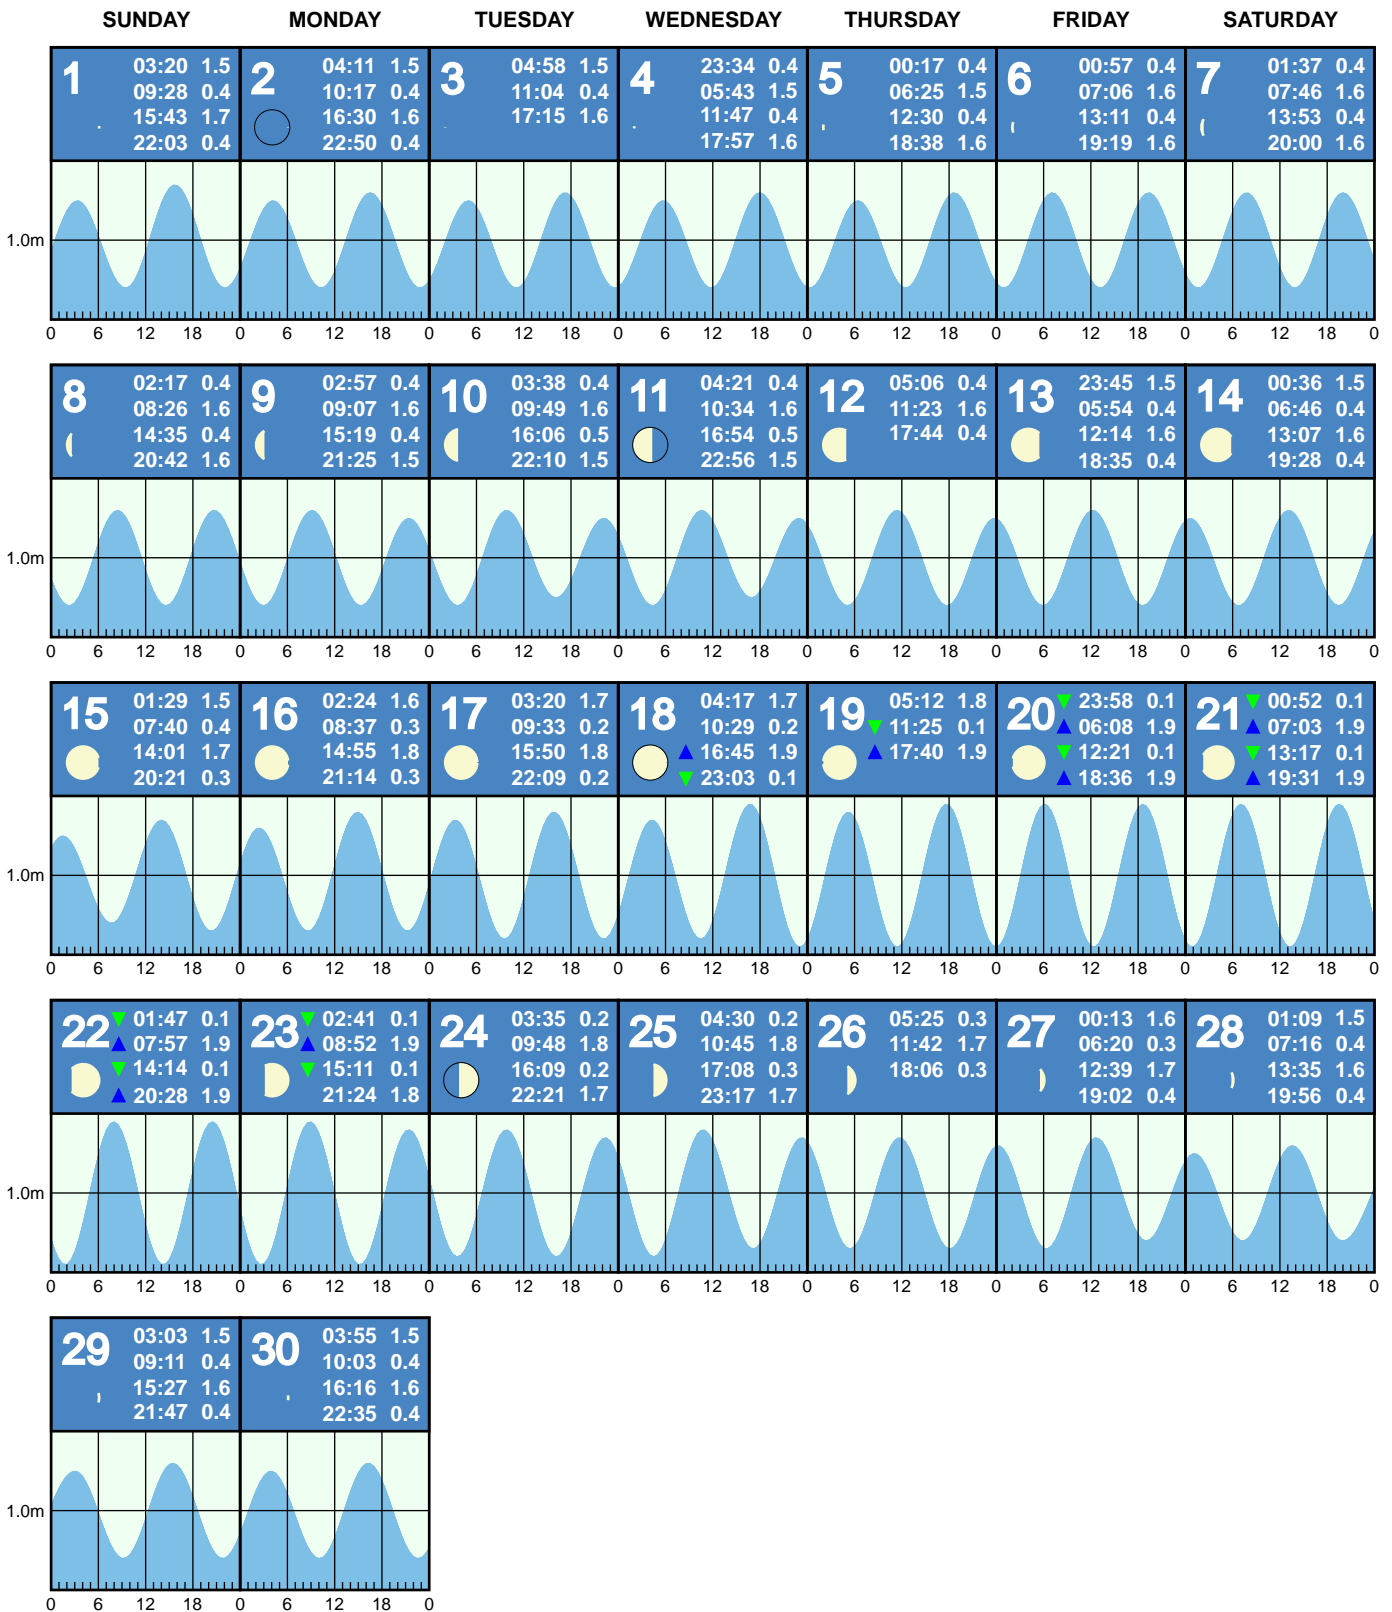 SUNDAY MONDAY TUESDAY WEDNESDAY THURSDAY FRIDAY SATURDAY
1 03:20 1.5
09:28 0.4
15:43 1.7
22:03 0.4
2 04:11 1.5
10:17 0.4
16:30 1.6
22:50 0.4
3 04:58 1.5
11:04 0.4
17:15 1.6
4 23:34 0.4
05:43 1.5
11:47 0.4
17:57 1.6
5 00:17 0.4
06:25 1.5
12:30 0.4
18:38 1.6
6 00:57 0.4
07:06 1.6
13:11 0.4
19:19 1.6
7 01:37 0.4
07:46 1.6
13:53 0.4
20:00 1.6
1.0m
0 6 12 18 0 6 12 18 0 6 12 18 0 6 12 18 0 6 12 18 0 6 12 18 0 6 12 18 0
8 02:17 0.4
08:26 1.6
14:35 0.4
20:42 1.6
9 02:57 0.4
09:07 1.6
15:19 0.4
21:25 1.5
10 03:38 0.4
09:49 1.6
16:06 0.5
22:10 1.5
11 04:21 0.4
10:34 1.6
16:54 0.5
22:56 1.5
12 05:06 0.4
11:23 1.6
17:44 0.4
13 23:45 1.5
05:54 0.4
12:14 1.6
18:35 0.4
14 00:36 1.5
06:46 0.4
13:07 1.6
19:28 0.4
1.0m
0 6 12 18 0 6 12 18 0 6 12 18 0 6 12 18 0 6 12 18 0 6 12 18 0 6 12 18 0
15 01:29 1.5
07:40 0.4
14:01 1.7
20:21 0.3
16 02:24 1.6
08:37 0.3
14:55 1.8
21:14 0.3
17 03:20 1.7
09:33 0.2
15:50 1.8
22:09 0.2
18 04:17 1.7
10:29 0.2
16:45 1.9
23:03 0.1
19 05:12 1.8
11:25 0.1
17:40 1.9
20 23:58 0.1
06:08 1.9
12:21 0.1
18:36 1.9
21 00:52 0.1
07:03 1.9
13:17 0.1
19:31 1.9
1.0m
0 6 12 18 0 6 12 18 0 6 12 18 0 6 12 18 0 6 12 18 0 6 12 18 0 6 12 18 0
22 01:47 0.1
07:57 1.9
14:14 0.1
20:28 1.9
23 02:41 0.1
08:52 1.9
15:11 0.1
21:24 1.8
24 03:35 0.2
09:48 1.8
16:09 0.2
22:21 1.7
25 04:30 0.2
10:45 1.8
17:08 0.3
23:17 1.7
26 05:25 0.3
11:42 1.7
18:06 0.3
27 00:13 1.6
06:20 0.3
12:39 1.7
19:02 0.4
28 01:09 1.5
07:16 0.4
13:35 1.6
19:56 0.4
1.0m
0 6 12 18 0 6 12 18 0 6 12 18 0 6 12 18 0 6 12 18 0 6 12 18 0 6 12 18 0
29 03:03 1.5
09:11 0.4
15:27 1.6
21:47 0.4
30 03:55 1.5
10:03 0.4
16:16 1.6
22:35 0.4
1.0m
0 6 12 18 0 6 12 18 0